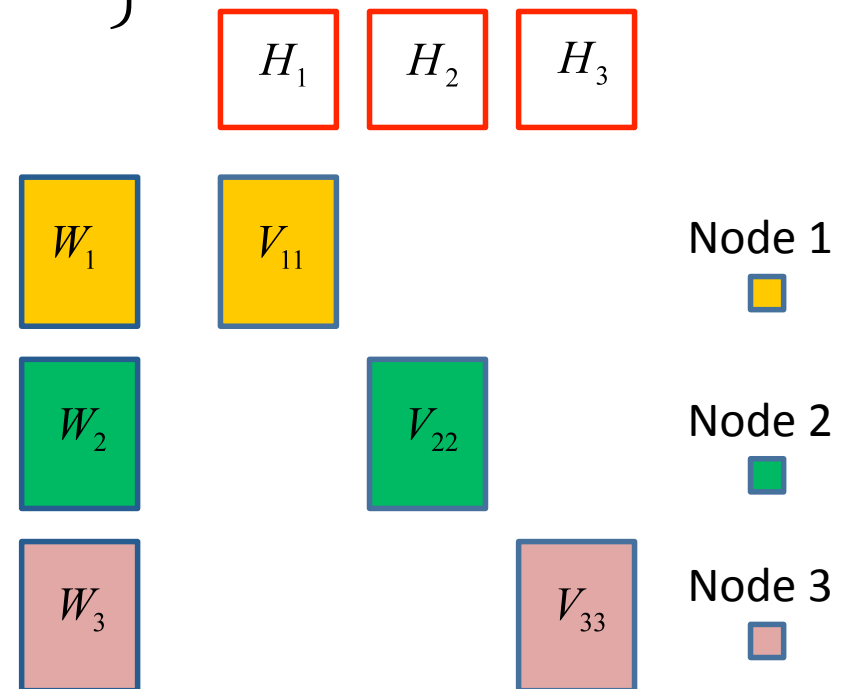 }
H₁ H₂ H₃
W₁ V₁₁ Node 1
W₂ V₂₂ Node 2
W₃ V₃₃ Node 3